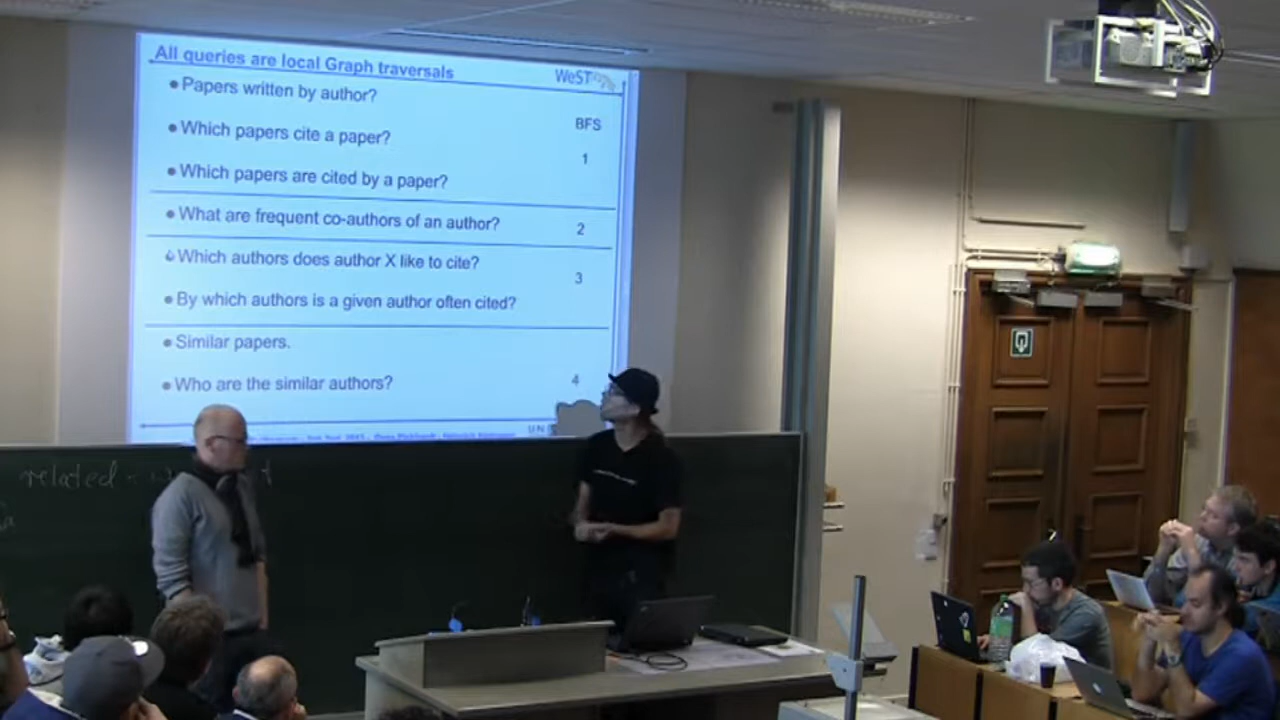 All queries are local Graph traversals
WeST
Papers written by author?
BFS
Which papers cite a paper?
1
Which papers are cited by a paper?
What are frequent co-authors of an author?
2
Which authors does author X like to cite?
3
By which authors is a given author often cited?
Similar papers.
Who are the similar authors?
4
UN
related